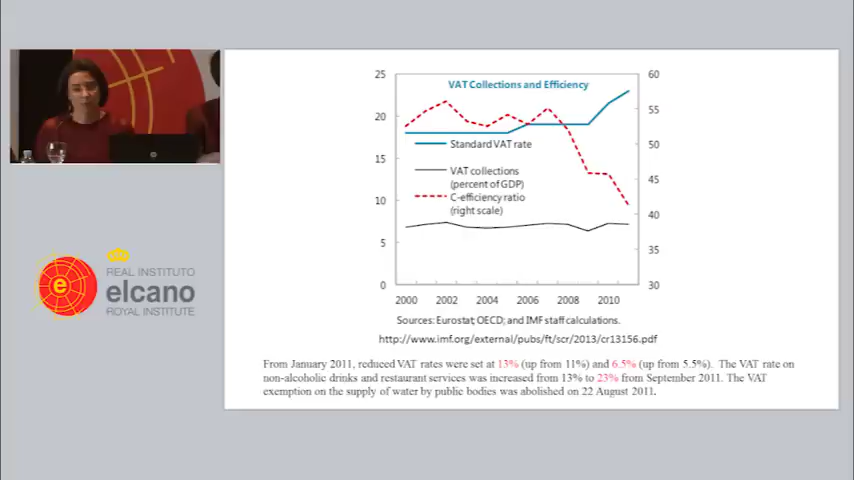 25
60
VAT Collections and Efficiency
20
55
50
Standard VAT rate
15
VAT collections
45
(percent of GDP)
10
C-efficiency ratio
40
(right scale)
5
35
0
30
2000 2002 2004 2006 2008 2010
Sources: Eurostat; OECD; and IMF staff calculations.
http://www.imf.org/external/pubs/ft/scr/2013/cr13156.pdf
From January 2011, reduced VAT rates were set at 13% (up from 11%) and 6.5% (up from 5.5%). The VAT rate on
non-alcoholic drinks and restaurant services was increased from 13% to 23% from September 2011. The VAT
exemption on the supply of water by public bodies was abolished on 22 August 2011.
e
REAL INSTITUTO
elcano
ROYAL INSTITUTE